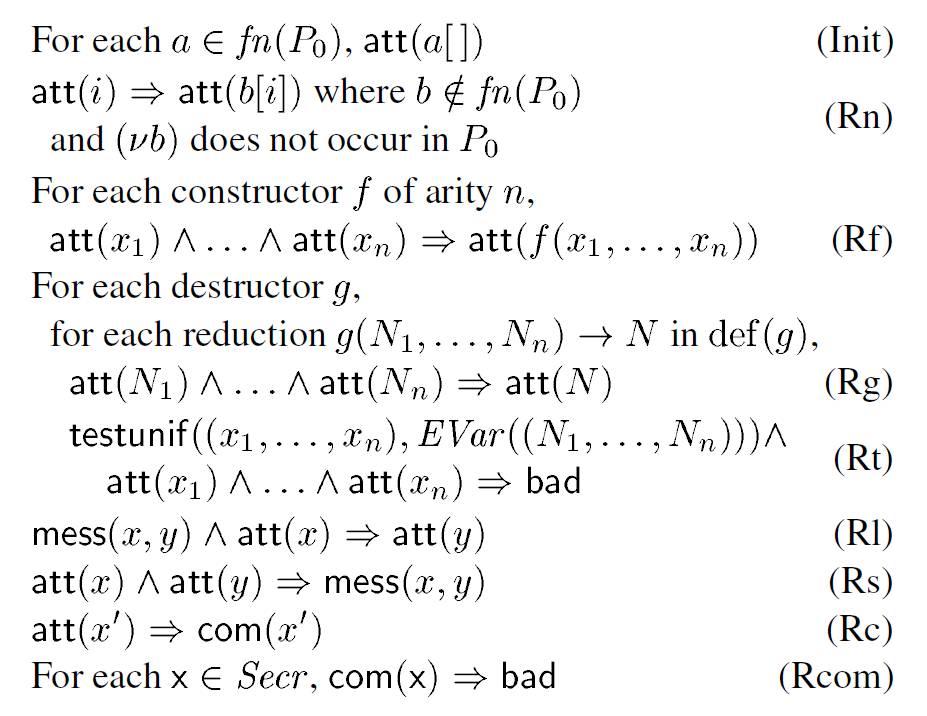 For each a ∈ fn(P₀), att(a[ ]) (Init)
att(i) ⇒ att(b[i]) where b ∉ fn(P₀)
and (νb) does not occur in P₀ (Rn)
For each constructor f of arity n,
att(x₁) ∧ . . . ∧ att(xₙ) ⇒ att(f(x₁, . . . , xₙ)) (Rf)
For each destructor g,
for each reduction g(N₁, . . . , Nₙ) → N in def(g),
att(N₁) ∧ . . . ∧ att(Nₙ) ⇒ att(N) (Rg)
testunif((x₁, . . . , xₙ), EVar((N₁, . . . , Nₙ)))∧
att(x₁) ∧ . . . ∧ att(xₙ) ⇒ bad (Rt)
mess(x, y) ∧ att(x) ⇒ att(y) (Rl)
att(x) ∧ att(y) ⇒ mess(x, y) (Rs)
att(x′) ⇒ com(x′) (Rc)
For each x ∈ Secr, com(x) ⇒ bad (Rcom)